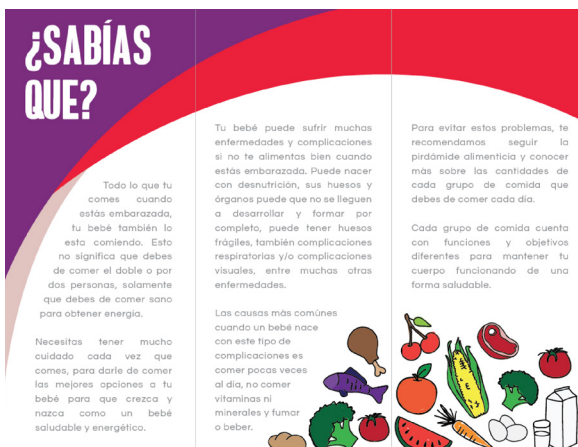 ¿SABÍAS
QUE?
Todo lo que tu
comes cuando
estás embarazada,
tu bebé también lo
esta comiendo. Esto
no significa que debes
de comer el doble o por
dos personas, solamente
que debes de comer sano
para obtener energía.
Necesitas tener mucho
cuidado cada vez que
comes, para darle de comer
las mejores opciones a tu
bebé para que crezca y
nazca como un bebé
saludable y energético.
Tu bebé puede sufrir muchas
enfermedades y complicaciones
si no te alimentas bien cuando
estás embarazada. Puede nacer
con desnutrición, sus huesos y
órganos puede que no se lleguen
a desarrollar y formar por
completo, puede tener huesos
frágiles, también complicaciones
respiratorias y/o complicaciones
visuales, entre muchas otras
enfermedades.
Las causas más comúnes
cuando un bebé nace
con este tipo de
complicaciones es
comer pocas veces
al día, no comer
vitaminas ni
minerales y fumar
o beber.
Para evitar estos problemas, te
recomendamos seguir la
pirdámide alimenticia y conocer
más sobre las cantidades de
cada grupo de comida que
debes de comer cada día.
Cada grupo de comida cuenta
con funciones y objetivos
diferentes para mantener tu
cuerpo funcionando de una
forma saludable.